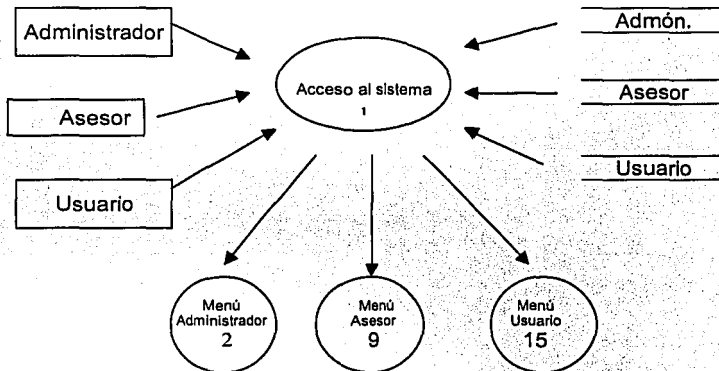 Administrador
Admón.
Acceso al sistema
1
Asesor
Asesor
Usuario
Usuario
Menú
Administrador
2
Menú
Asesor
9
Menú
Usuario
15